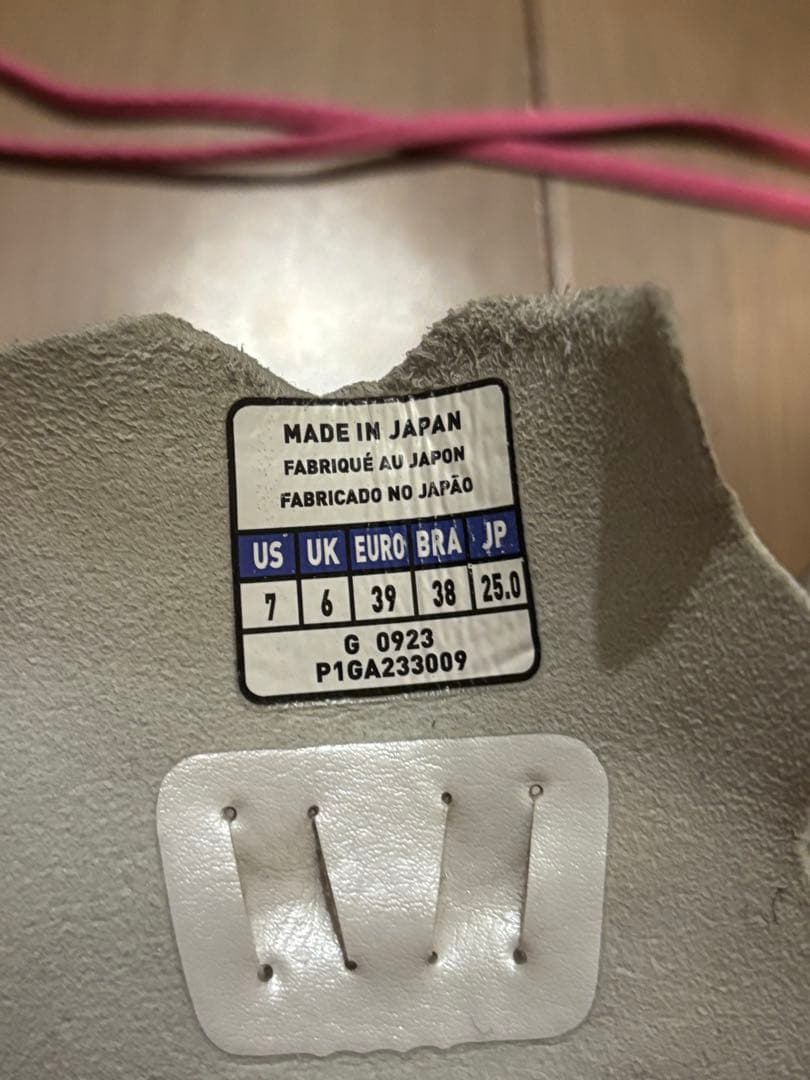 MADE IN JAPAN
FABRIQUÉ AU JAPON
FABRICADO NO JAPÃO
US UK EURO BRA JP
7 6 39 38 25.0
G 0923
P1GA233009